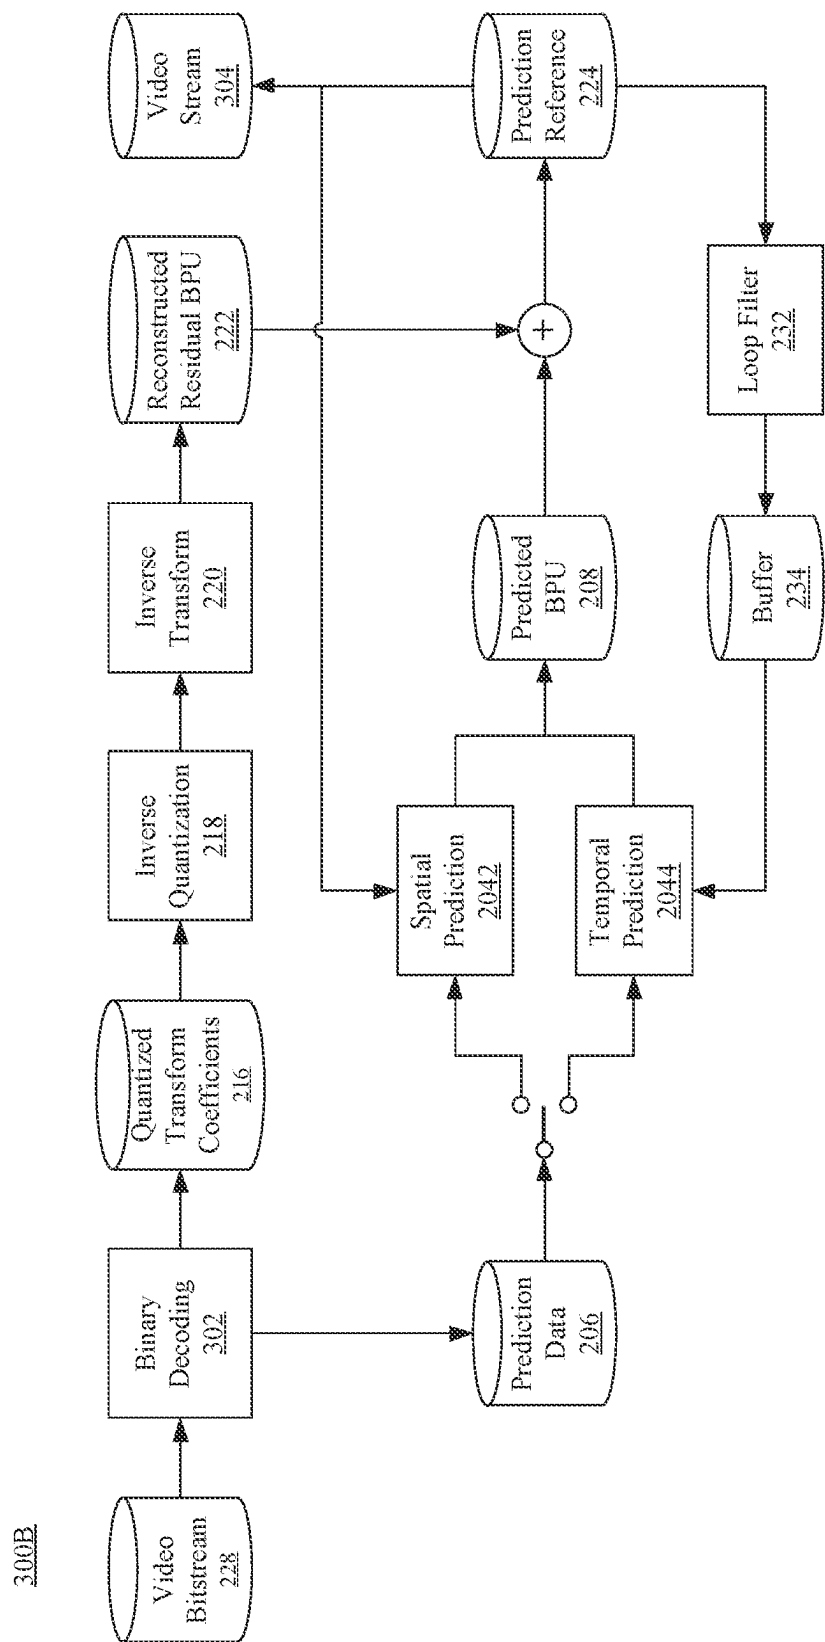 300B
Video
Bitstream
228
Binary
Decoding
302
Quantized
Transform
Coefficients
216
Inverse
Quantization
218
Inverse
Transform
220
Reconstructed
Residual BPU
222
Video
Stream
304
Prediction
Data
206
Spatial
Prediction
2042
Temporal
Prediction
2044
Predicted
BPU
208
+
Prediction
Reference
224
Buffer
234
Loop Filter
232